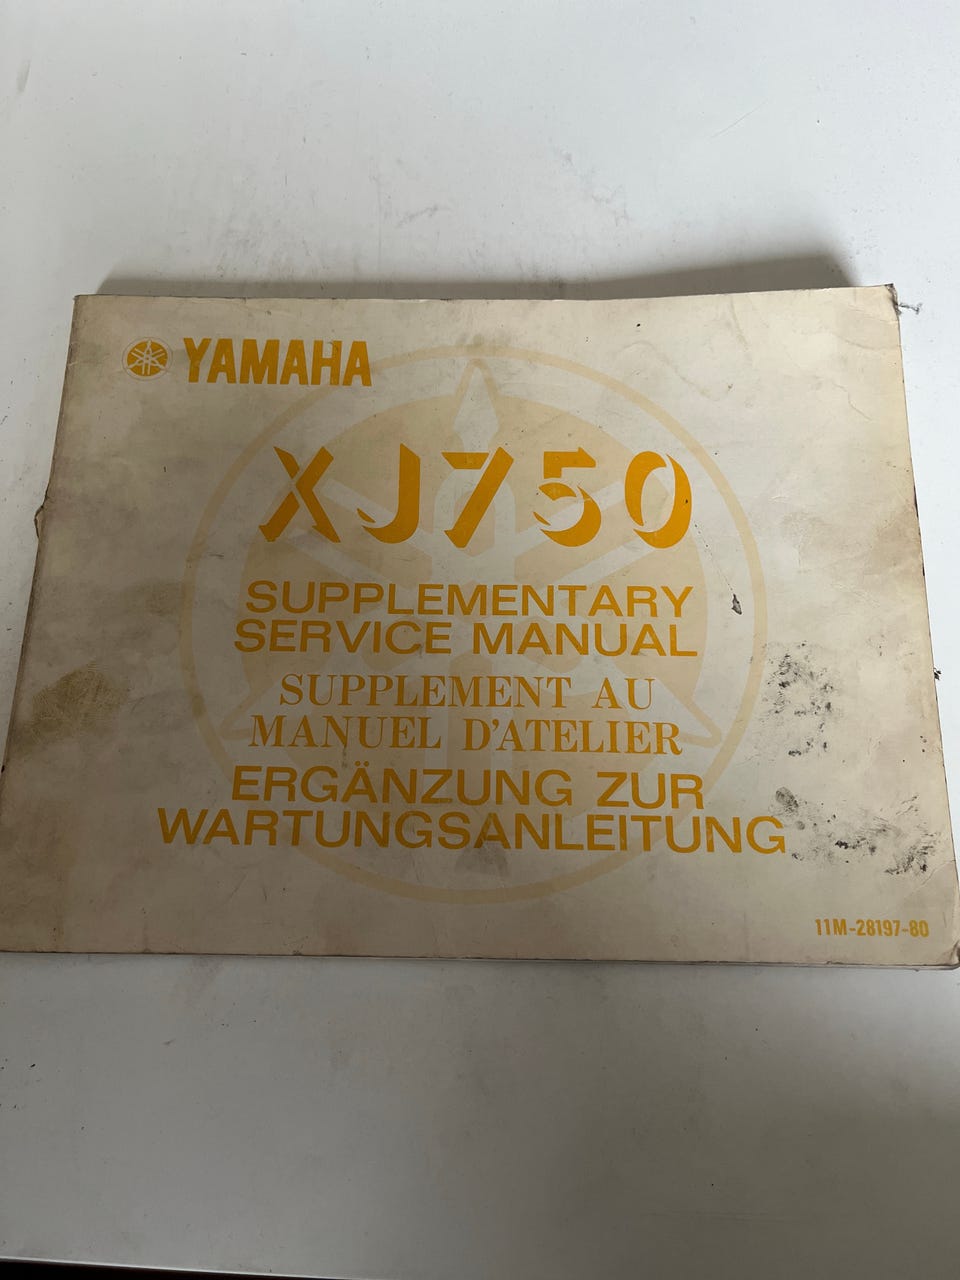 YAMAHA
XJ750
SUPPLEMENTARY
SERVICE MANUAL
SUPPLEMENT AU
MANUEL D'ATELIER
ERGÄNZUNG ZUR
WARTUNGSANLEITUNG
11M-28197-80